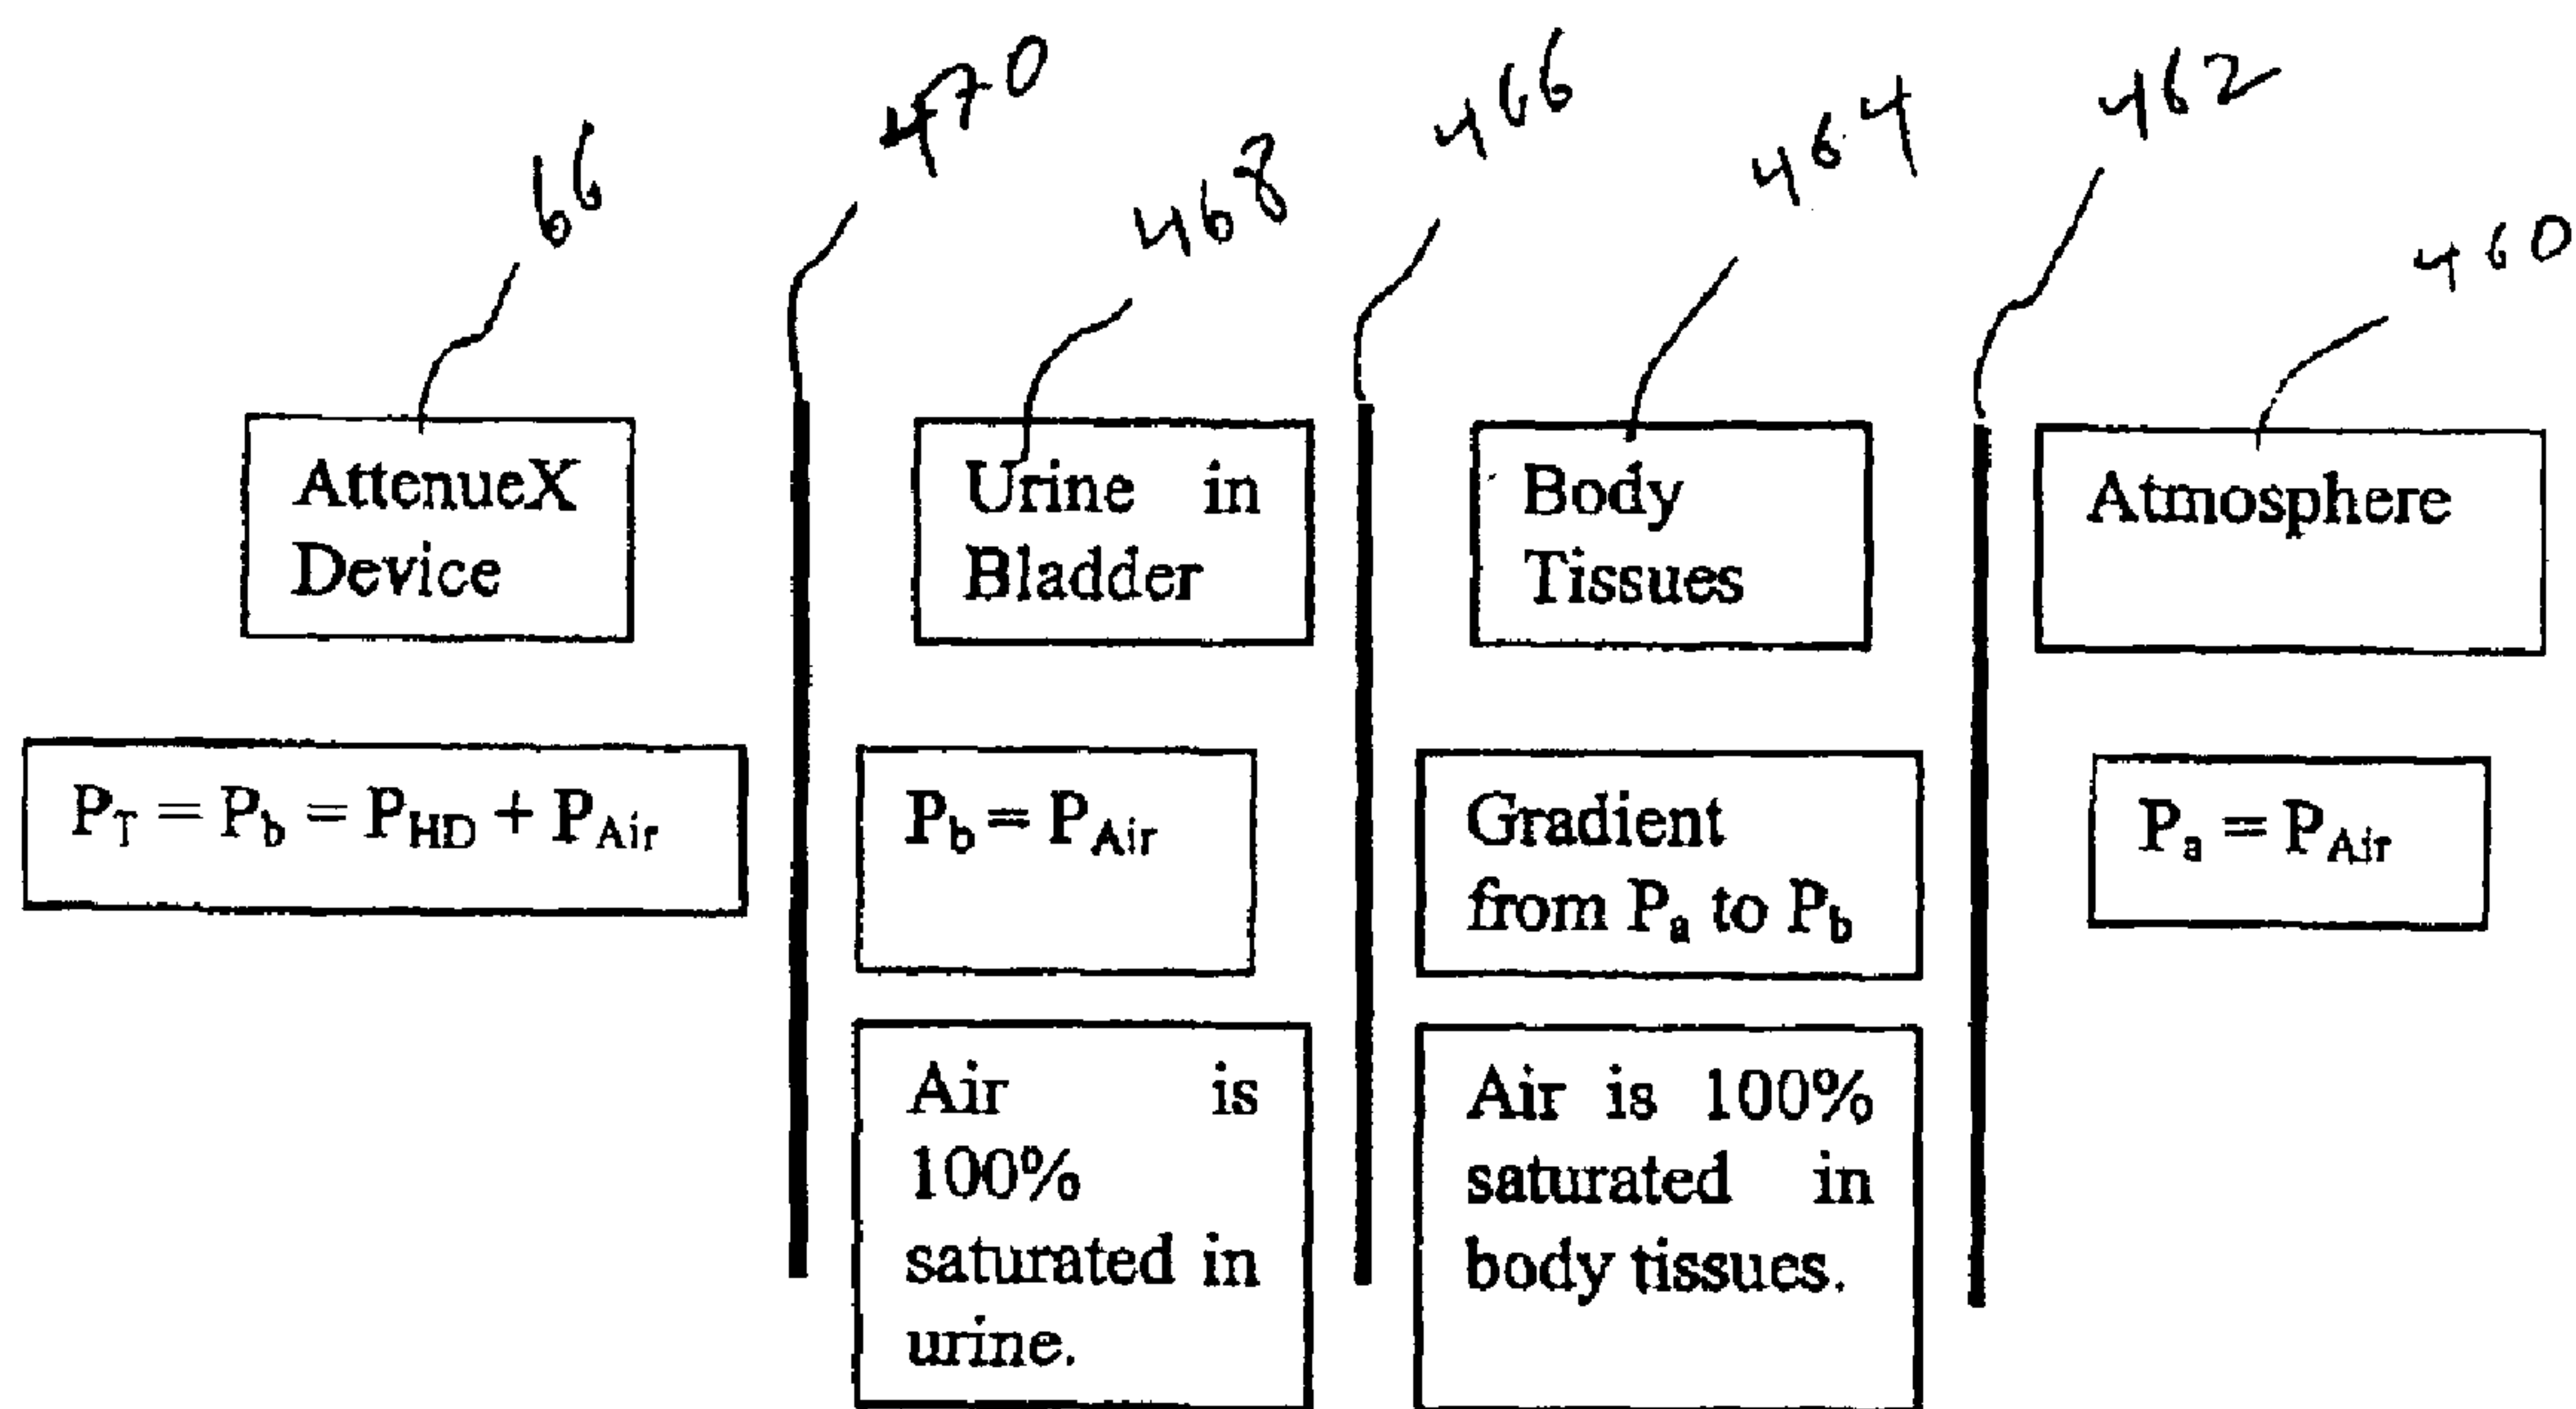 66
470
468
466
464
462
460
AttenueX
Device
Urine in
Bladder
Body
Tissues
Atmosphere
P_T = P_b = P_HD + P_Air
P_b = P_Air
Gradient
from P_a to P_b
P_a = P_Air
Air is
100%
saturated in
urine.
Air is 100%
saturated in
body tissues.